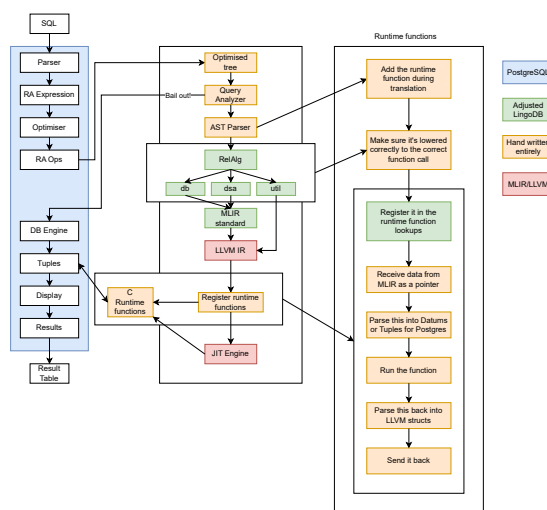 SQL
Parser
RA Expression
Optimiser
RA Ops
DB Engine
Tuples
Display
Results
Result
Table
Optimised
tree
Query
Analyzer
Bail out!
AST Parser
RelAlg
db
dsa
util
MLIR
standard
LLVM IR
C
Runtime
functions
Register runtime
functions
JIT Engine
Runtime functions
Add the runtime
function during
translation
Make sure it's lowered
correctly to the correct
function call
Register it in the
runtime function
lookups
Receive data from
MLIR as a pointer
Parse this into Datums
or Tuples for Postgres
Run the function
Parse this back into
LLVM structs
Send it back
PostgreSQL
Adjusted
LingoDB
Hand written
entirely
MLIR/LLVM